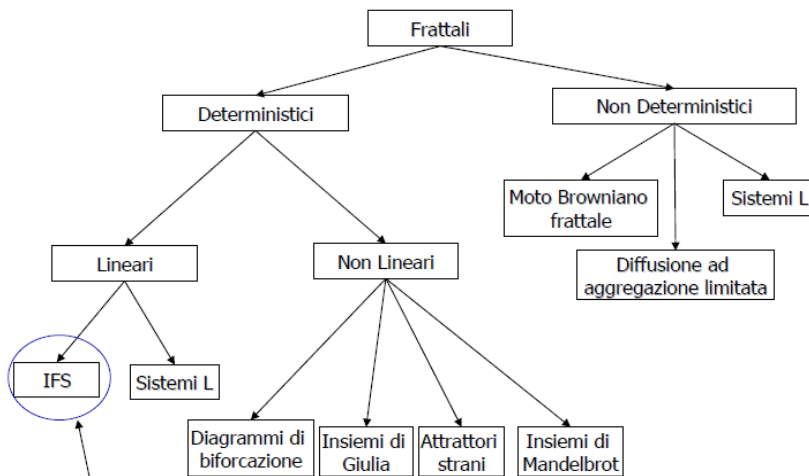 Frattali
Deterministici
Non Deterministici
Moto Browniano
frattale
Sistemi L
Diffusione ad
aggregazione limitata
Lineari
Non Lineari
IFS
Sistemi L
Diagrammi di
biforcazione
Insiemi di
Giulia
Attrattori
strani
Insiemi di
Mandelbrot